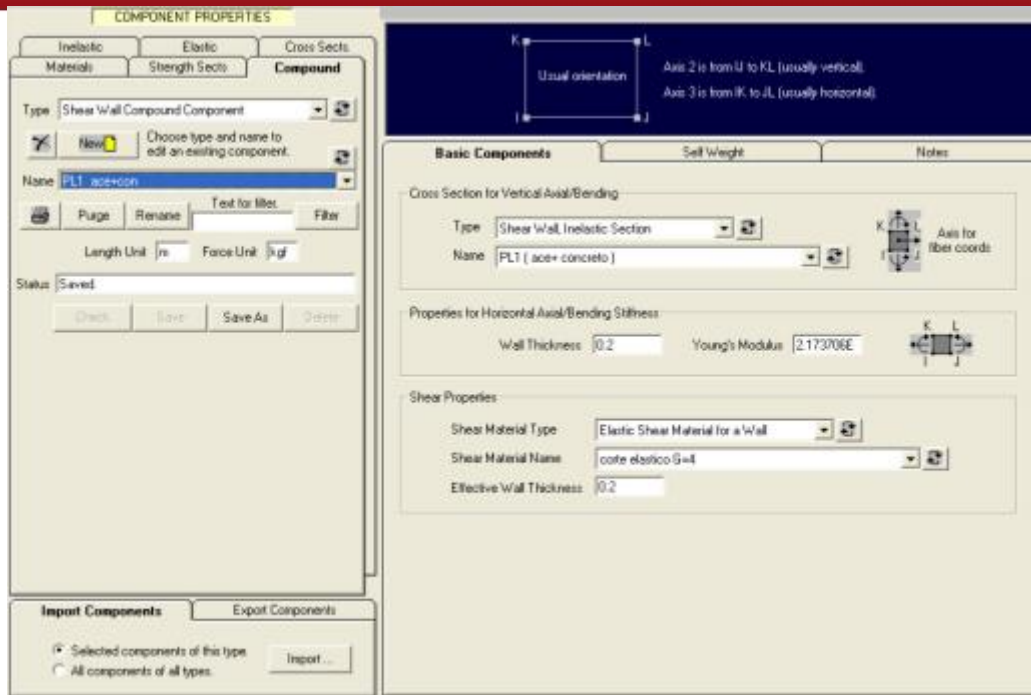 COMPONENT PROPERTIES
Inelastic Elastic Cross Sects.
Materials Strength Sects Compound
Type Shear Wall Compound Component
New Choose type and name to
edit an existing component.
Name PL1 ace+con
Text for filter.
Purge Rename Filter
Length Unit m Force Unit kgf
Status Saved.
Check Save Save As Delete
Import Components Export Components
Selected components of this type.
All components of all types.
Import ...
K L
Usual orientation
I J
Axis 2 is from IJ to KL (usually vertical).
Axis 3 is from IK to JL (usually horizontal).
Basic Components Self Weight Notes
Cross Section for Vertical Axial/Bending
Type Shear Wall, Inelastic Section
Name PL1 ( ace+ concreto )
K L
I J
Axis for
fiber coords
Properties for Horizontal Axial/Bending Stiffness
Wall Thickness 0.2 Young's Modulus 2.173706E
K L
I J
Shear Properties
Shear Material Type Elastic Shear Material for a Wall
Shear Material Name corte elastico G=4
Effective Wall Thickness 0.2